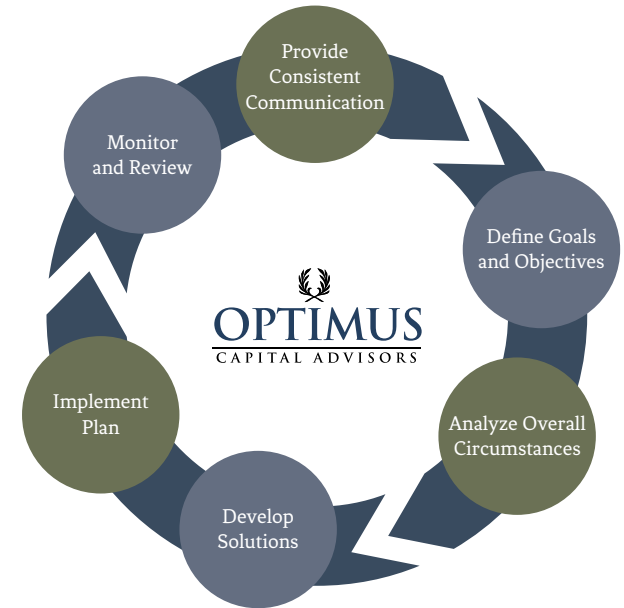 Provide
Consistent
Communication
Define Goals
and Objectives
Analyze Overall
Circumstances
Develop
Solutions
Implement
Plan
Monitor
and Review
OPTIMUS
CAPITAL ADVISORS